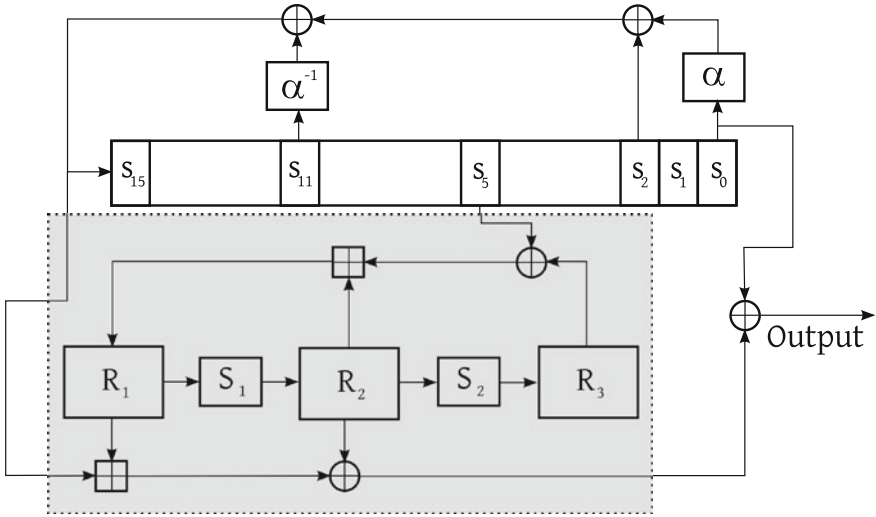 α⁻¹
α
s₁₅ s₁₁ s₅ s₂ s₁ s₀
Output
R₁ S₁ R₂ S₂ R₃